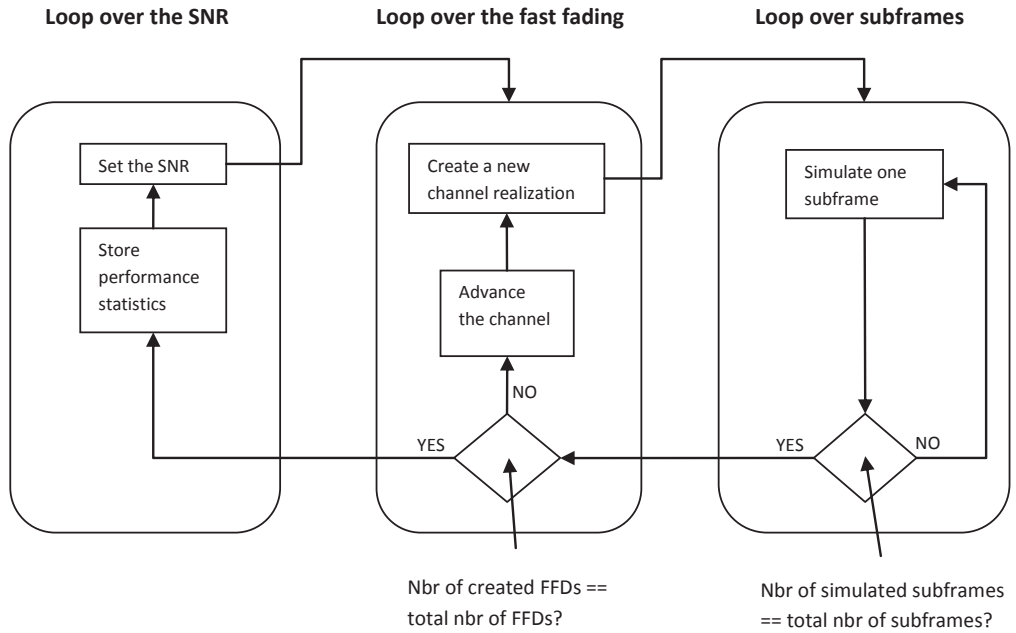 Loop over the SNR
Loop over the fast fading
Loop over subframes
Set the SNR
Store
performance
statistics
Create a new
channel realization
Advance
the channel
NO
YES
Simulate one
subframe
YES
NO
Nbr of created FFDs ==
total nbr of FFDs?
Nbr of simulated subframes
== total nbr of subframes?